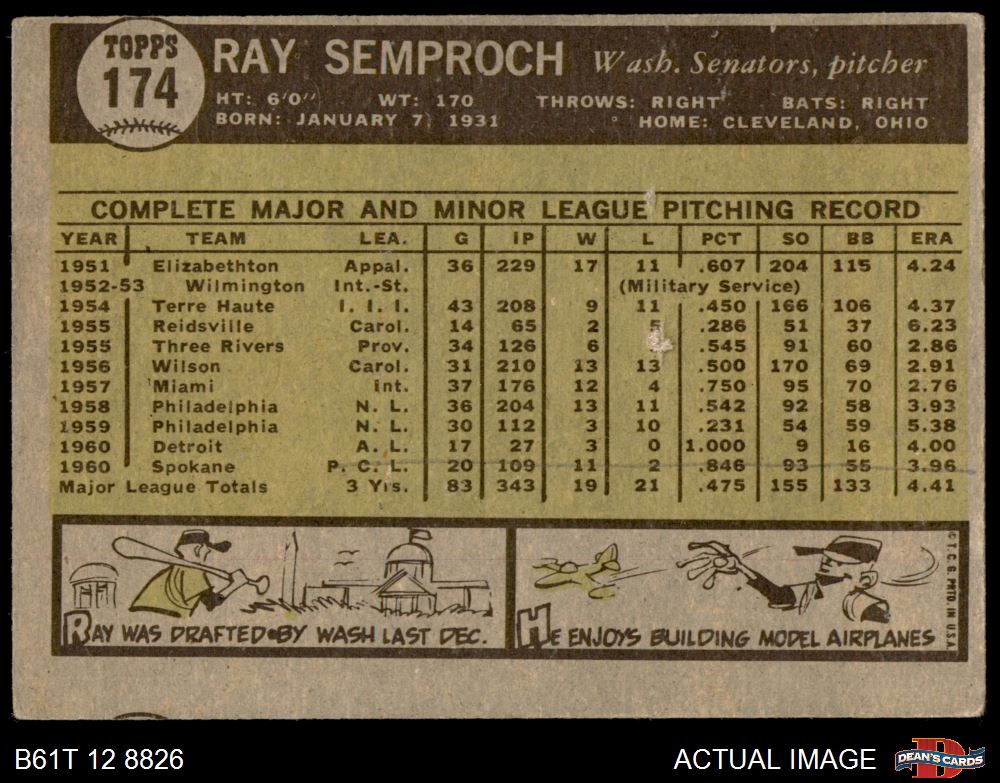 TOPPS
174
RAY SEMPROCH Wash. Senators, pitcher
HT: 6'0" WT: 170 THROWS: RIGHT BATS: RIGHT
BORN: JANUARY 7, 1931 HOME: CLEVELAND, OHIO
COMPLETE MAJOR AND MINOR LEAGUE PITCHING RECORD
YEAR TEAM LEA. G IP W L PCT SO BB ERA
1951 Elizabethton Appal. 36 229 17 11 .607 204 115 4.24
1952-53 Wilmington Int.-St. (Military Service)
1954 Terre Haute I. I. I. 43 208 9 11 .450 166 106 4.37
1955 Reidsville Carol. 14 65 2 5 .286 51 37 6.23
1955 Three Rivers Prov. 34 126 6 .545 91 60 2.86
1956 Wilson Carol. 31 210 13 13 .500 170 69 2.91
1957 Miami Int. 37 176 12 4 .750 95 70 2.76
1958 Philadelphia N. L. 36 204 13 11 .542 92 58 3.93
1959 Philadelphia N. L. 30 112 3 10 .231 54 59 5.38
1960 Detroit A. L. 17 27 3 0 1.000 9 16 4.00
1960 Spokane P. C. L. 20 109 11 2 .846 93 55 3.96
Major League Totals 3 Yrs. 83 343 19 21 .475 155 133 4.41
RAY WAS DRAFTED BY WASH LAST DEC.
HE ENJOYS BUILDING MODEL AIRPLANES
© T.C.G. PRTD. IN U.S.A.
B61T 12 8826
ACTUAL IMAGE
DEAN'S CARDS